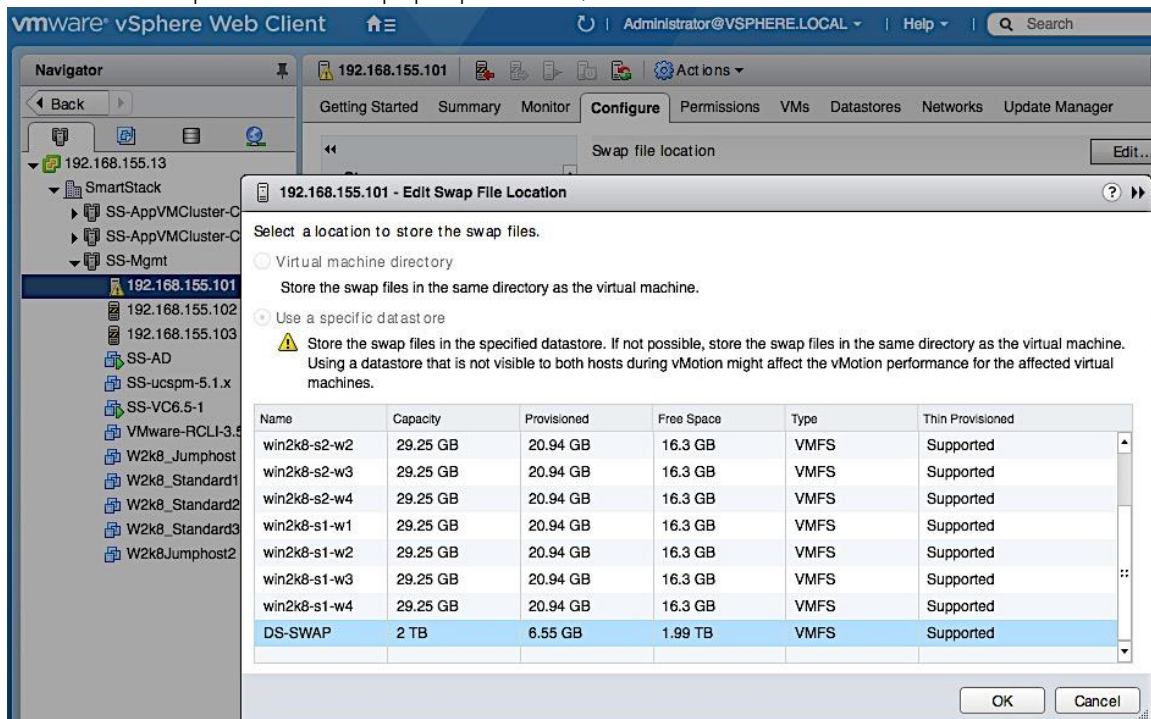 vmware® vSphere Web Client
Administrator@VSPHERE.LOCAL
Help
Search
Navigator
192.168.155.101
Actions
Back
Getting Started Summary Monitor Configure Permissions VMs Datastores Networks Update Manager
Swap file location
Edit...
192.168.155.13
SmartStack
SS-AppVMCluster-C
SS-AppVMCluster-C
SS-Mgmt
192.168.155.101
192.168.155.102
192.168.155.103
SS-AD
SS-ucspm-5.1.x
SS-VC6.5-1
VMware-RCLI-3.5
W2k8_Jumphost
W2k8_Standard1
W2k8_Standard2
W2k8_Standard3
W2k8Jumphost2
192.168.155.101 - Edit Swap File Location
Select a location to store the swap files.
Virtual machine directory
Store the swap files in the same directory as the virtual machine.
Use a specific datastore
Store the swap files in the specified datastore. If not possible, store the swap files in the same directory as the virtual machine.
Using a datastore that is not visible to both hosts during vMotion might affect the vMotion performance for the affected virtual
machines.
Name Capacity Provisioned Free Space Type Thin Provisioned
win2k8-s2-w2 29.25 GB 20.94 GB 16.3 GB VMFS Supported
win2k8-s2-w3 29.25 GB 20.94 GB 16.3 GB VMFS Supported
win2k8-s2-w4 29.25 GB 20.94 GB 16.3 GB VMFS Supported
win2k8-s1-w1 29.25 GB 20.94 GB 16.3 GB VMFS Supported
win2k8-s1-w2 29.25 GB 20.94 GB 16.3 GB VMFS Supported
win2k8-s1-w3 29.25 GB 20.94 GB 16.3 GB VMFS Supported
win2k8-s1-w4 29.25 GB 20.94 GB 16.3 GB VMFS Supported
DS-SWAP 2 TB 6.55 GB 1.99 TB VMFS Supported
OK Cancel